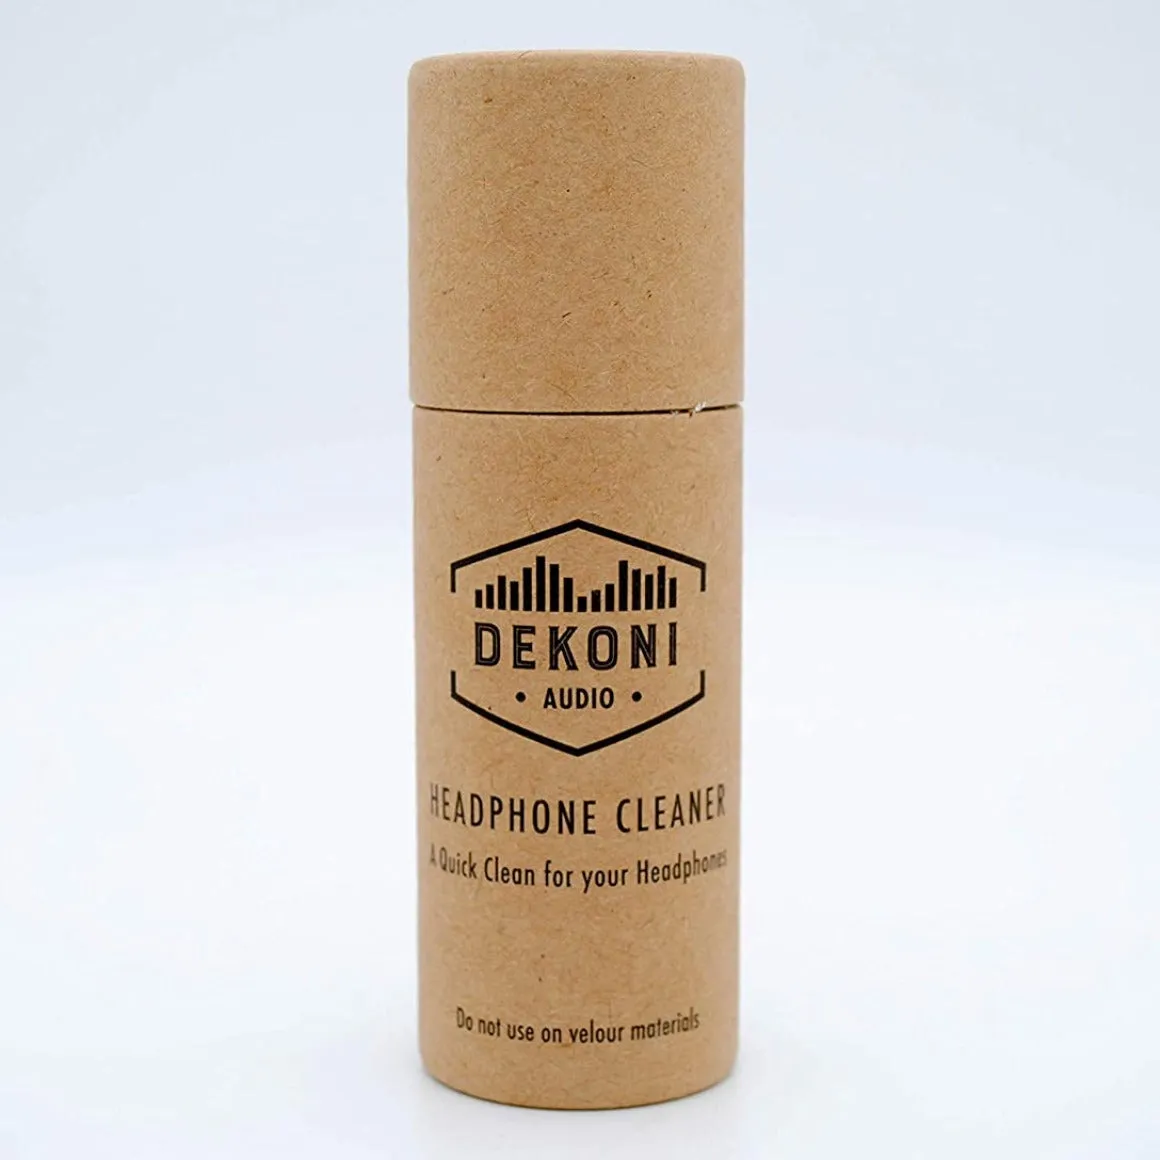 DEKONI
• AUDIO •
HEADPHONE CLEANER
A Quick Clean for your Headphones
Do not use on velour materials